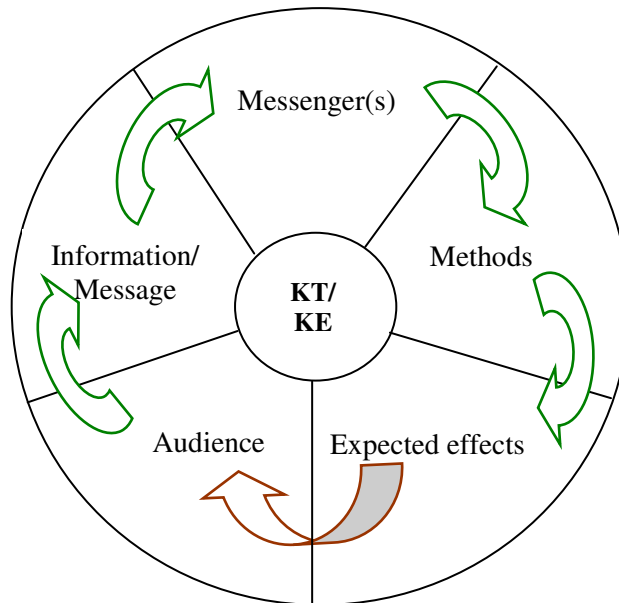 Messenger(s)
Information/
Message
Methods
KT/
KE
Audience
Expected effects